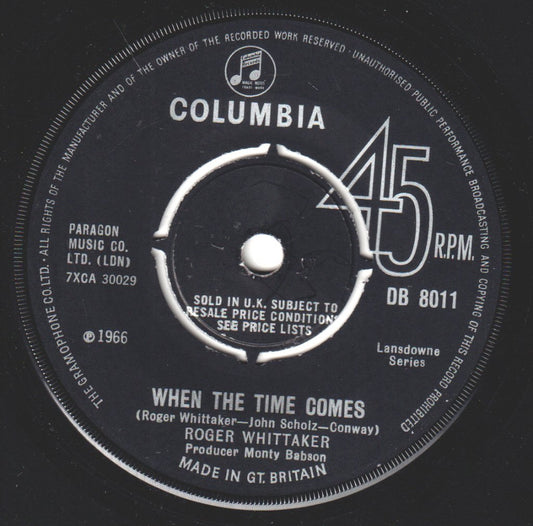 THE GRAMOPHONE CO. LTD. · ALL RIGHTS OF THE MANUFACTURER AND OF THE OWNER OF THE RECORDED WORK RESERVED · UNAUTHORISED PUBLIC PERFORMANCE BROADCASTING AND COPYING OF THIS RECORD PROHIBITED
COLUMBIA
45
R.P.M.
PARAGON
MUSIC CO.
LTD. (LDN)
7XCA 30029
DB 8011
SOLD IN U.K. SUBJECT TO
RESALE PRICE CONDITIONS
SEE PRICE LISTS
℗ 1966
Lansdowne
Series
WHEN THE TIME COMES
(Roger Whittaker—John Scholz—Conway)
ROGER WHITTAKER
Producer Monty Babson
MADE IN GT. BRITAIN